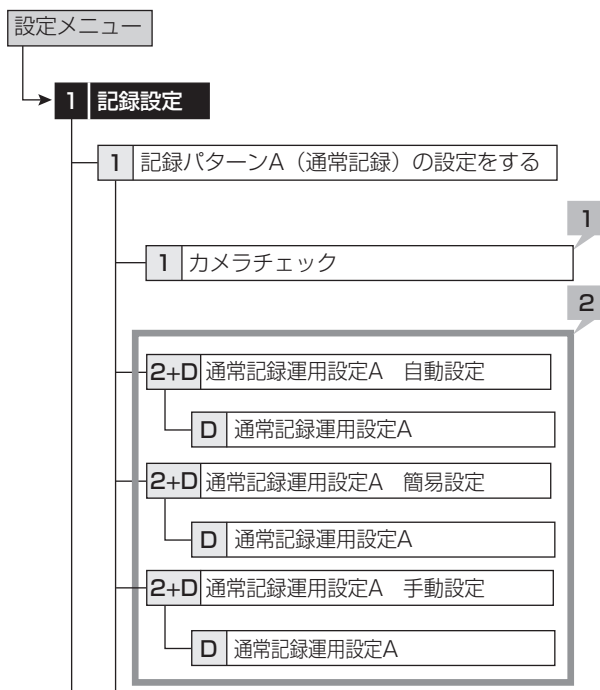 設定メニュー
1 記録設定
1 記録パターンA（通常記録）の設定をする
1
1 カメラチェック
2
2+D 通常記録運用設定A　自動設定
D 通常記録運用設定A
2+D 通常記録運用設定A　簡易設定
D 通常記録運用設定A
2+D 通常記録運用設定A　手動設定
D 通常記録運用設定A